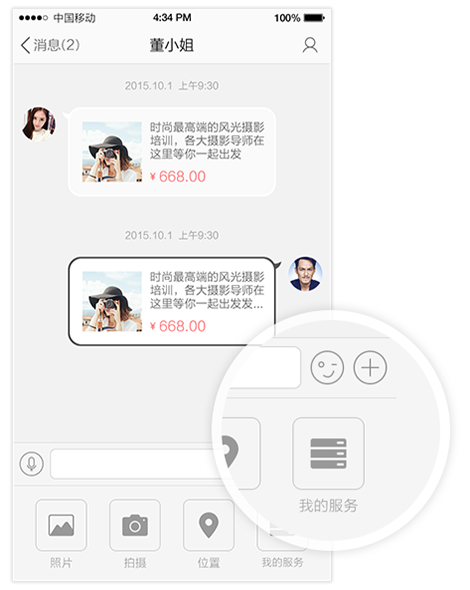 中国移动
4:34 PM
100%
消息(2)
董小姐
2015.10.1 上午9:30
时尚最高端的风光摄影
培训，各大摄影导师在
这里等你一起出发
¥ 668.00
2015.10.1 上午9:30
时尚最高端的风光摄影
培训，各大摄影导师在
这里等你一起出发发...
¥ 668.00
我的服务
照片
拍摄
位置
我的服务